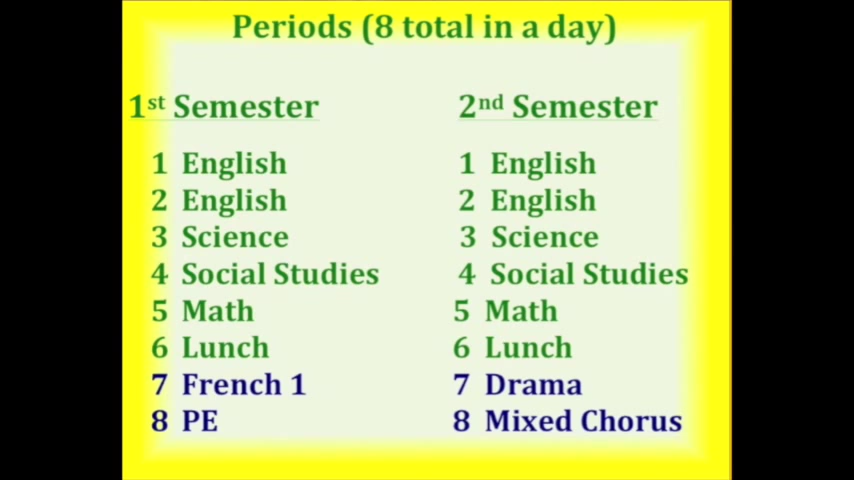 Periods (8 total in a day)
1st Semester
1 English
2 English
3 Science
4 Social Studies
5 Math
6 Lunch
7 French 1
8 PE
2nd Semester
1 English
2 English
3 Science
4 Social Studies
5 Math
6 Lunch
7 Drama
8 Mixed Chorus